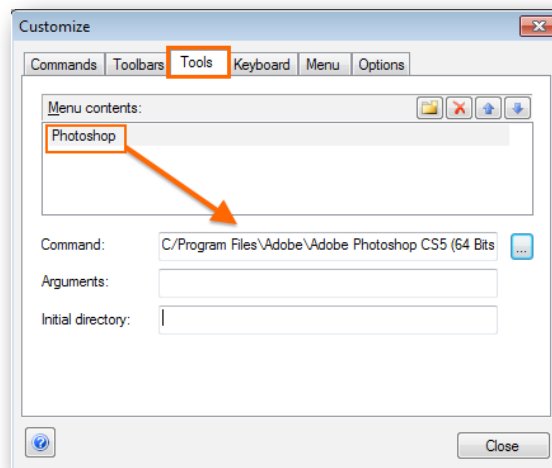 Customize
Commands Toolbars Tools Keyboard Menu Options
Menu contents:
Photoshop
Command: C/Program Files\Adobe\Adobe Photoshop CS5 (64 Bits ...
Arguments:
Initial directory:
Close